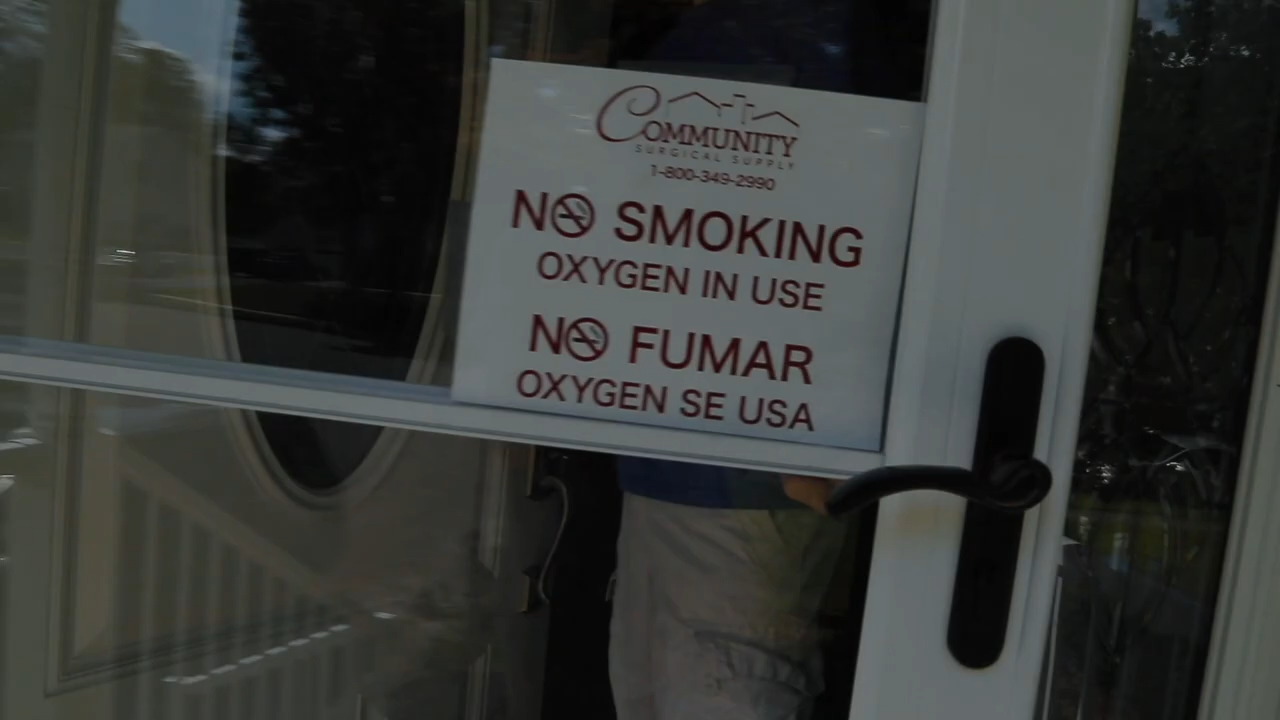 COMMUNITY
SURGICAL SUPPLY
1-800-349-2990
NO SMOKING
OXYGEN IN USE
NO FUMAR
OXYGEN SE USA